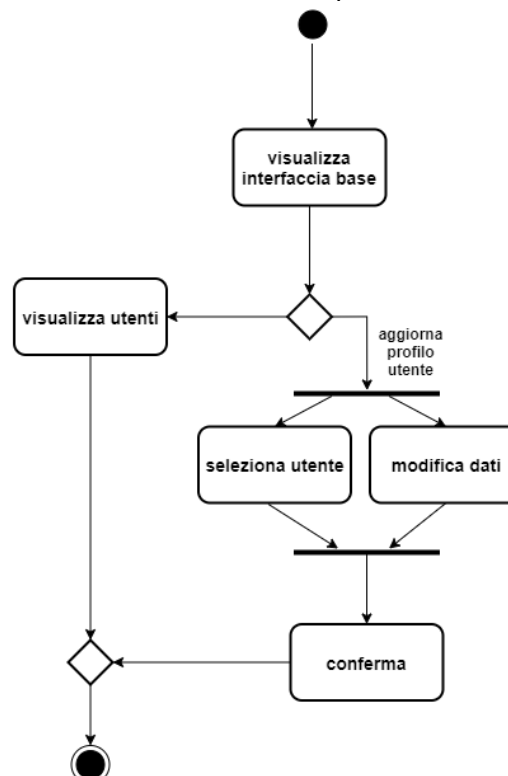 visualizza
interfaccia base
visualizza utenti
aggiorna
profilo
utente
seleziona utente
modifica dati
conferma